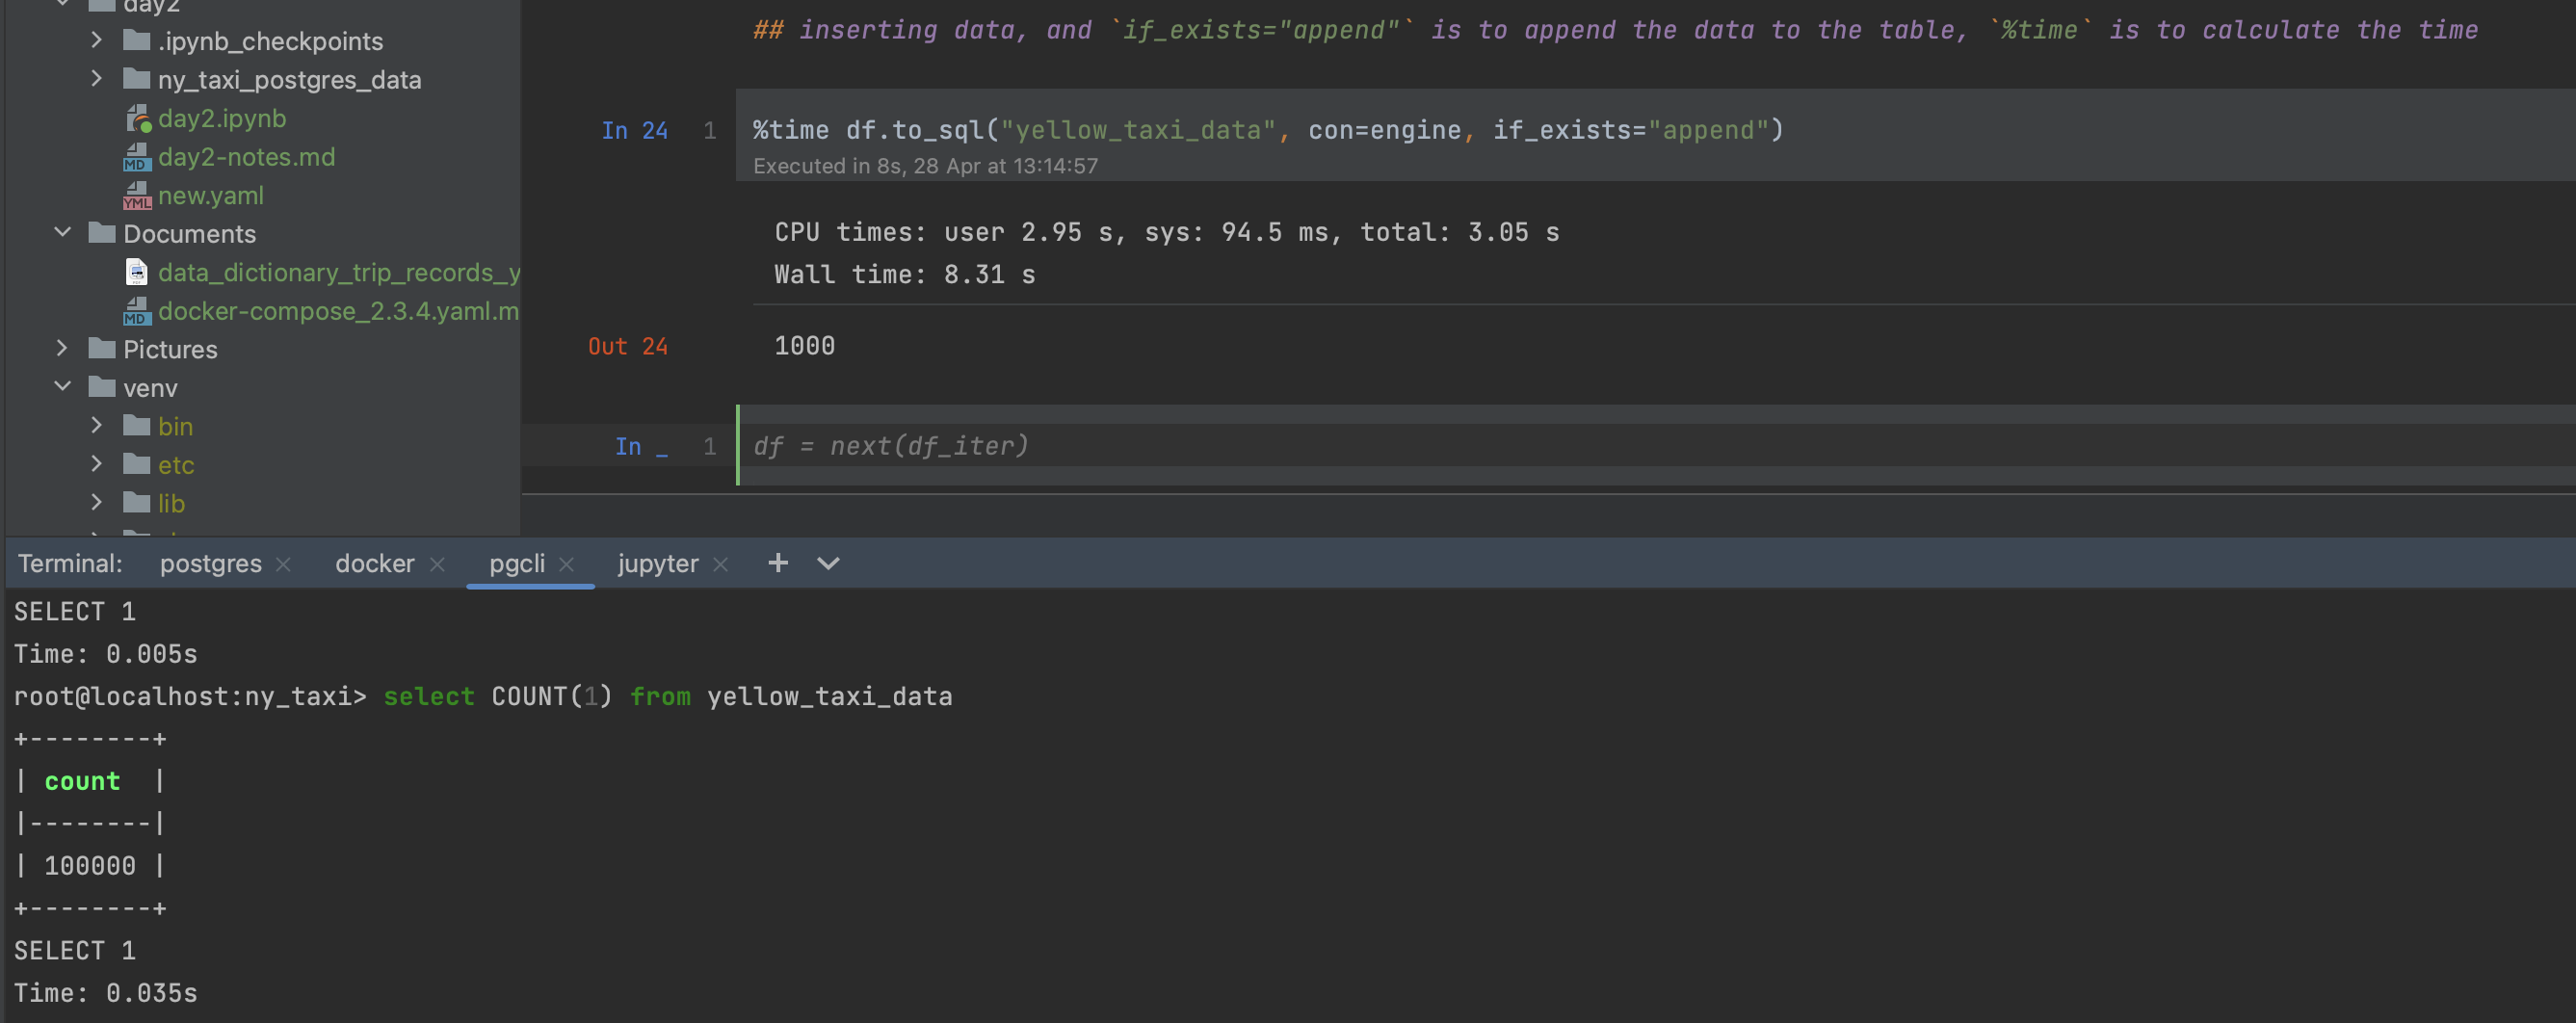 day2
.ipynb_checkpoints
ny_taxi_postgres_data
day2.ipynb
MD day2-notes.md
YML new.yaml
Documents
data_dictionary_trip_records_y
MD docker-compose_2.3.4.yaml.m
Pictures
venv
bin
etc
lib
## inserting data, and `if_exists="append"` is to append the data to the table, `%time` is to calculate the time
In 24 1 %time df.to_sql("yellow_taxi_data", con=engine, if_exists="append")
Executed in 8s, 28 Apr at 13:14:57
CPU times: user 2.95 s, sys: 94.5 ms, total: 3.05 s
Wall time: 8.31 s
Out 24 1000
In _ 1 df = next(df_iter)
Terminal: postgres × docker × pgcli × jupyter × +
SELECT 1
Time: 0.005s
root@localhost:ny_taxi> select COUNT(1) from yellow_taxi_data
+--------+
| count  |
|--------|
| 100000 |
+--------+
SELECT 1
Time: 0.035s